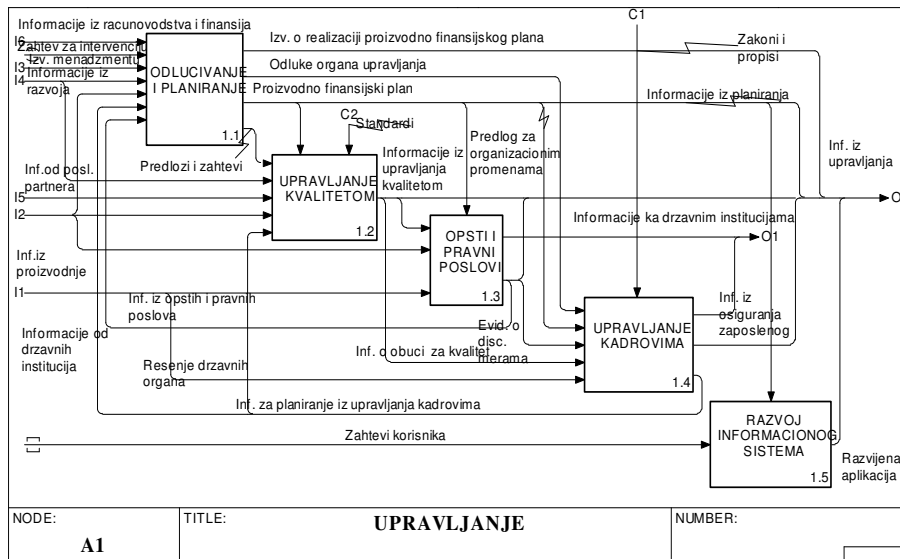 C1
Informacije iz racunovodstva i finansija
I6
Zahtev za intervenciju
Izv. menadzmentu
I3
Informacije iz
razvoja
I4
ODLUCIVANJE
I PLANIRANJE
1.1
Izv. o realizaciji proizvodno finansijskog plana
Zakoni i
propisi
Odluke organa upravljanja
Proizvodno finansijski plan
Informacije iz planiranja
C2
Standardi
Predlozi i zahtevi
Informacije iz
upravljanja
kvalitetom
Predlog za
organizacionim
promenama
Inf. iz
upravljanja
Inf.od posl.
partnera
I5
I2
UPRAVLJANJE
KVALITETOM
1.2
Informacije ka drzavnim institucijama
O1
OPSTI I
PRAVNI
POSLOVI
1.3
Inf.iz
proizvodnje
I1
Inf. iz opstih i pravnih
poslova
Inf. iz
osiguranja
zaposlenog
Informacije od
drzavnih
institucija
Evid. o
disc.
merama
UPRAVLJANJE
KADROVIMA
1.4
Inf. o obuci za kvalitet
Resenje drzavnih
orgaha
Inf. za planiranje iz upravljanja kadrovima
Zahtevi korisnika
RAZVOJ
INFORMACIONOG
SISTEMA
1.5
Razvijena
aplikacija
NODE:
A1
TITLE:
UPRAVLJANJE
NUMBER: